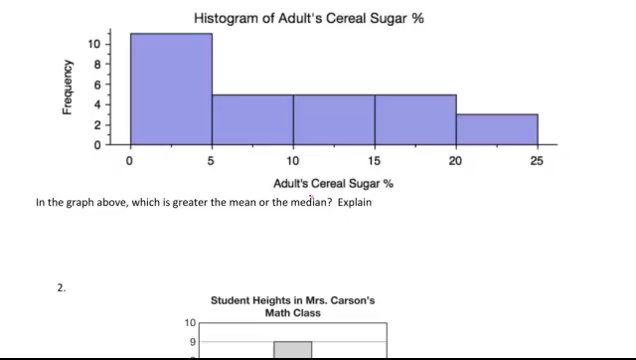 Histogram of Adult's Cereal Sugar %
Frequency
10
8
6
4
2
0
0 5 10 15 20 25
Adult's Cereal Sugar %
In the graph above, which is greater the mean or the median? Explain
2.
Student Heights in Mrs. Carson's
Math Class
10
9